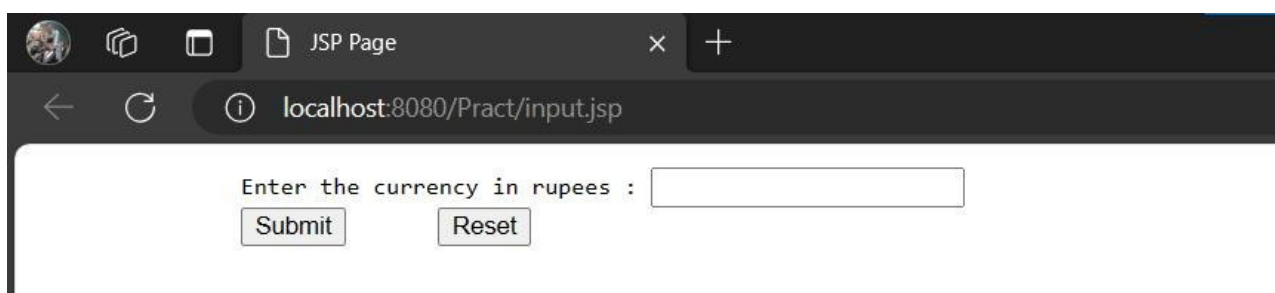 JSP Page
localhost:8080/Pract/input.jsp
Enter the currency in rupees :
Submit Reset